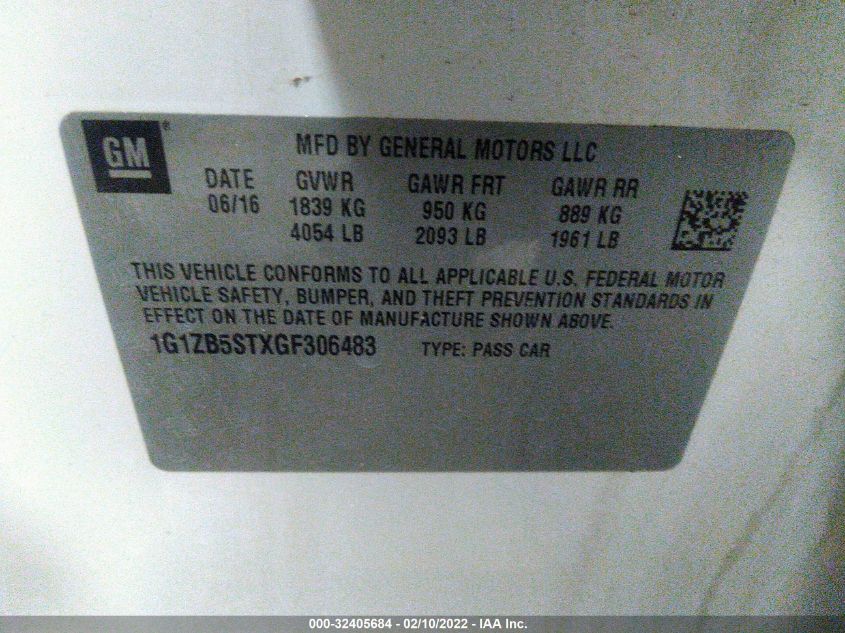 GM®
MFD BY GENERAL MOTORS LLC
DATE GVWR GAWR FRT GAWR RR
06/16 1839 KG 950 KG 889 KG
4054 LB 2093 LB 1961 LB
THIS VEHICLE CONFORMS TO ALL APPLICABLE U.S. FEDERAL MOTOR
VEHICLE SAFETY, BUMPER, AND THEFT PREVENTION STANDARDS IN
EFFECT ON THE DATE OF MANUFACTURE SHOWN ABOVE.
1G1ZB5STXGF306483 TYPE: PASS CAR
000-32405684 - 02/10/2022 - IAA Inc.